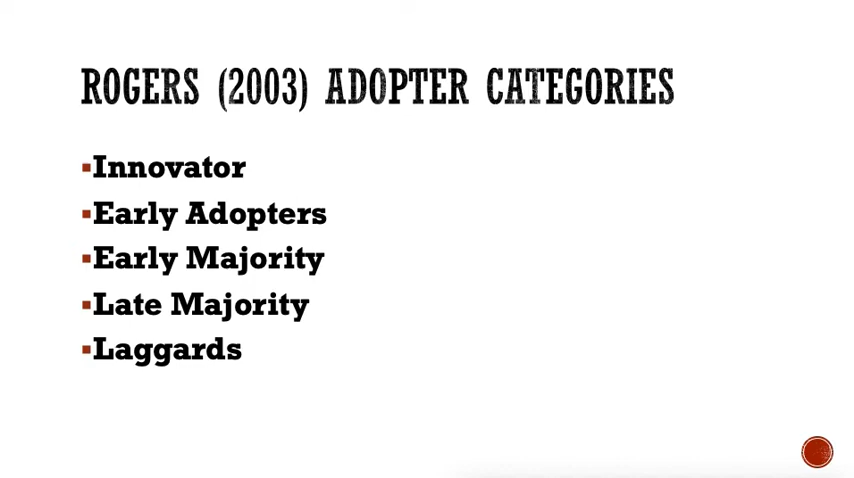 ROGERS (2003) ADOPTER CATEGORIES
▪Innovator
▪Early Adopters
▪Early Majority
▪Late Majority
▪Laggards